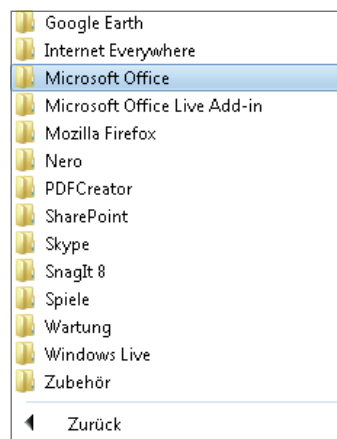 Google Earth
Internet Everywhere
Microsoft Office
Microsoft Office Live Add-in
Mozilla Firefox
Nero
PDFCreator
SharePoint
Skype
SnagIt 8
Spiele
Wartung
Windows Live
Zubehör
Zurück